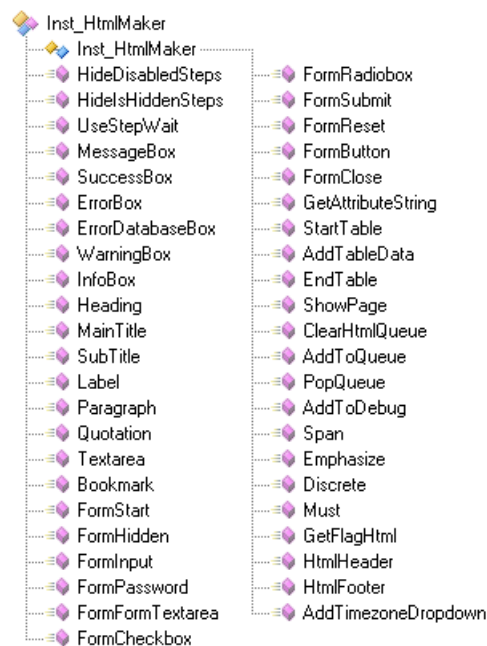 Inst_HtmlMaker
Inst_HtmlMaker
HideDisabledSteps
HideIsHiddenSteps
UseStepWait
MessageBox
SuccessBox
ErrorBox
ErrorDatabaseBox
WarningBox
InfoBox
Heading
MainTitle
SubTitle
Label
Paragraph
Quotation
Textarea
Bookmark
FormStart
FormHidden
FormInput
FormPassword
FormFormTextarea
FormCheckbox
FormRadiobox
FormSubmit
FormReset
FormButton
FormClose
GetAttributeString
StartTable
AddTableData
EndTable
ShowPage
ClearHtmlQueue
AddToQueue
PopQueue
AddToDebug
Span
Emphasize
Discrete
Must
GetFlagHtml
HtmlHeader
HtmlFooter
AddTimezoneDropdown